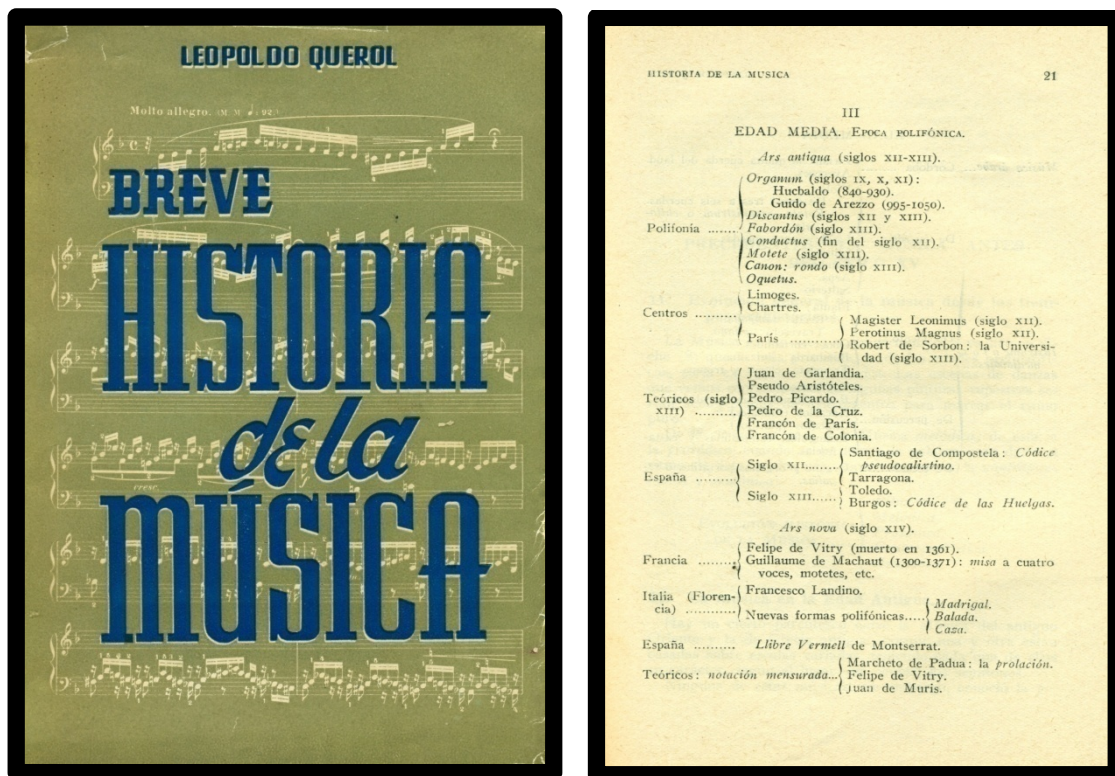 LEOPOLDO QUEROL
Molto allegro.
BREVE
HISTORIA
de la
MÚSICA
cresc.
HISTORIA DE LA MUSICA 21
III
EDAD MEDIA. EPOCA POLIFÓNICA.
Ars antiqua (siglos XII-XIII).
Organum (siglos IX, X, XI):
Hucbaldo (840-930).
Guido de Arezzo (995-1050).
Discantus (siglos XII y XIII).
Polifonía ...... Fabordón (siglo XIII).
Conductus (fin del siglo XII).
Motete (siglo XIII).
Canon; rondo (siglo XIII).
Oquetus.
Limoges.
Chartres.
Centros .........
París ...........
Magister Leonimus (siglo XII).
Perotinus Magnus (siglo XII).
Robert de Sorbon: la Universi-
dad (siglo XIII).
Juan de Garlandia.
Pseudo Aristóteles.
Teóricos (siglo Pedro Picardo.
XIII) ......... Pedro de la Cruz.
Francón de París.
Francón de Colonia.
España ........
Siglo XII........
Santiago de Compostela: Códice
pseudocalixtino.
Tarragona.
Siglo XIII.....
Toledo.
Burgos: Códice de las Huelgas.
Ars nova (siglo XIV).
Felipe de Vitry (muerto en 1361).
Francia ........ Guillaume de Machaut (1300-1371): misa a cuatro
voces, motetes, etc.
Italia (Floren-
cia) ...........
Francesco Landino.
Nuevas formas polifónicas.....
Madrigal.
Balada.
Caza.
España .......... Llibre Vermell de Montserrat.
Teóricos: notación mensurada...
Marcheto de Padua: la prolación.
Felipe de Vitry.
Juan de Muris.